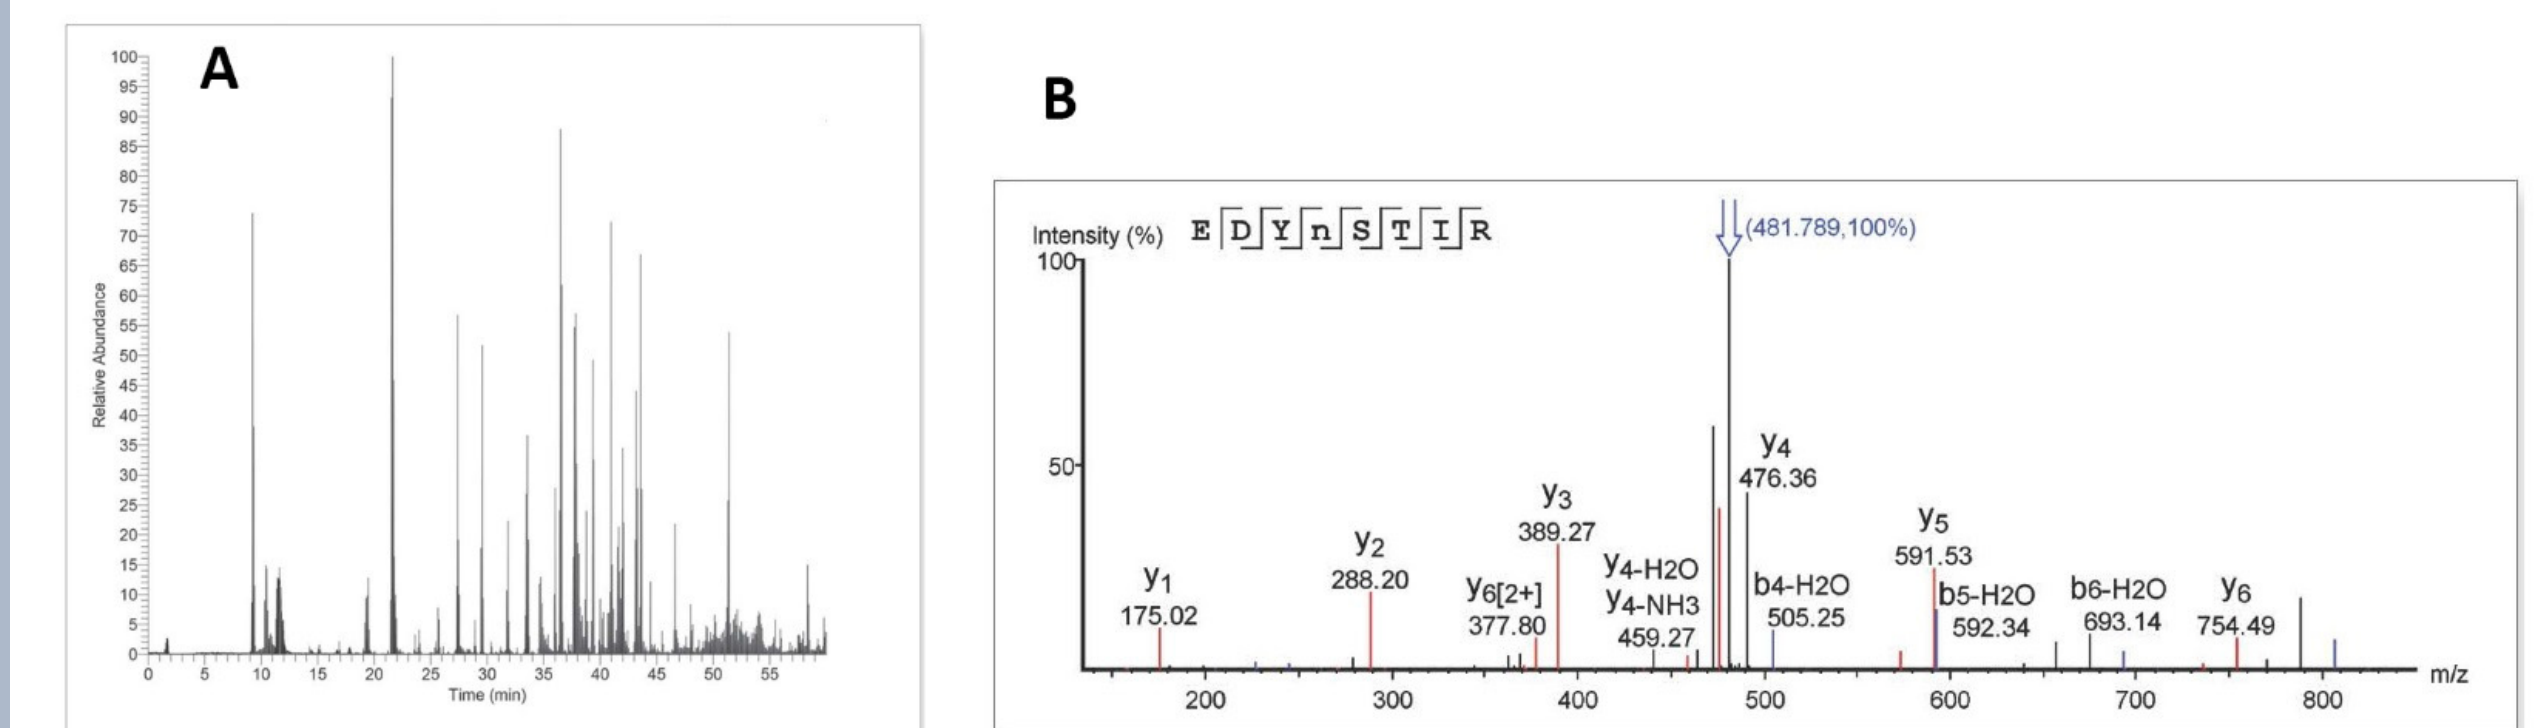 A
100
95
90
85
80
75
70
65
60
55
50
45
40
35
30
25
20
15
10
5
0
Relative Abundance
0 5 10 15 20 25 30 35 40 45 50 55
Time (min)
B
Intensity (%)
E D Y n S T I R
(481.789,100%)
100
50
y1
175.02
y2
288.20
y6[2+]
377.80
y3
389.27
y4-H2O
y4-NH3
459.27
y4
476.36
b4-H2O
505.25
y5
591.53
b5-H2O
592.34
b6-H2O
693.14
y6
754.49
200 300 400 500 600 700 800
m/z